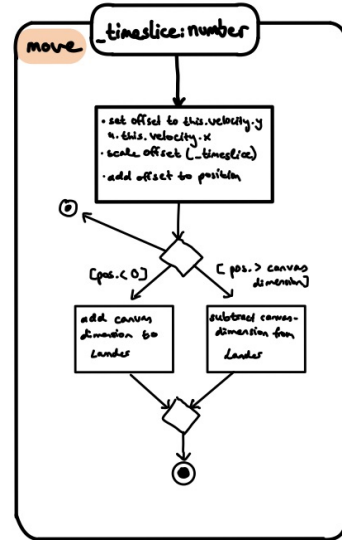 _timeslice: number
move
• set offset to this.velocity.y
u. this.velocity.x
• scale offset (_timeslice)
• add offset to position
[pos. < 0]
[ pos. > canvas
dimension]
add canvas
dimension to
Lander
subtract canvas-
dimension from
Lander